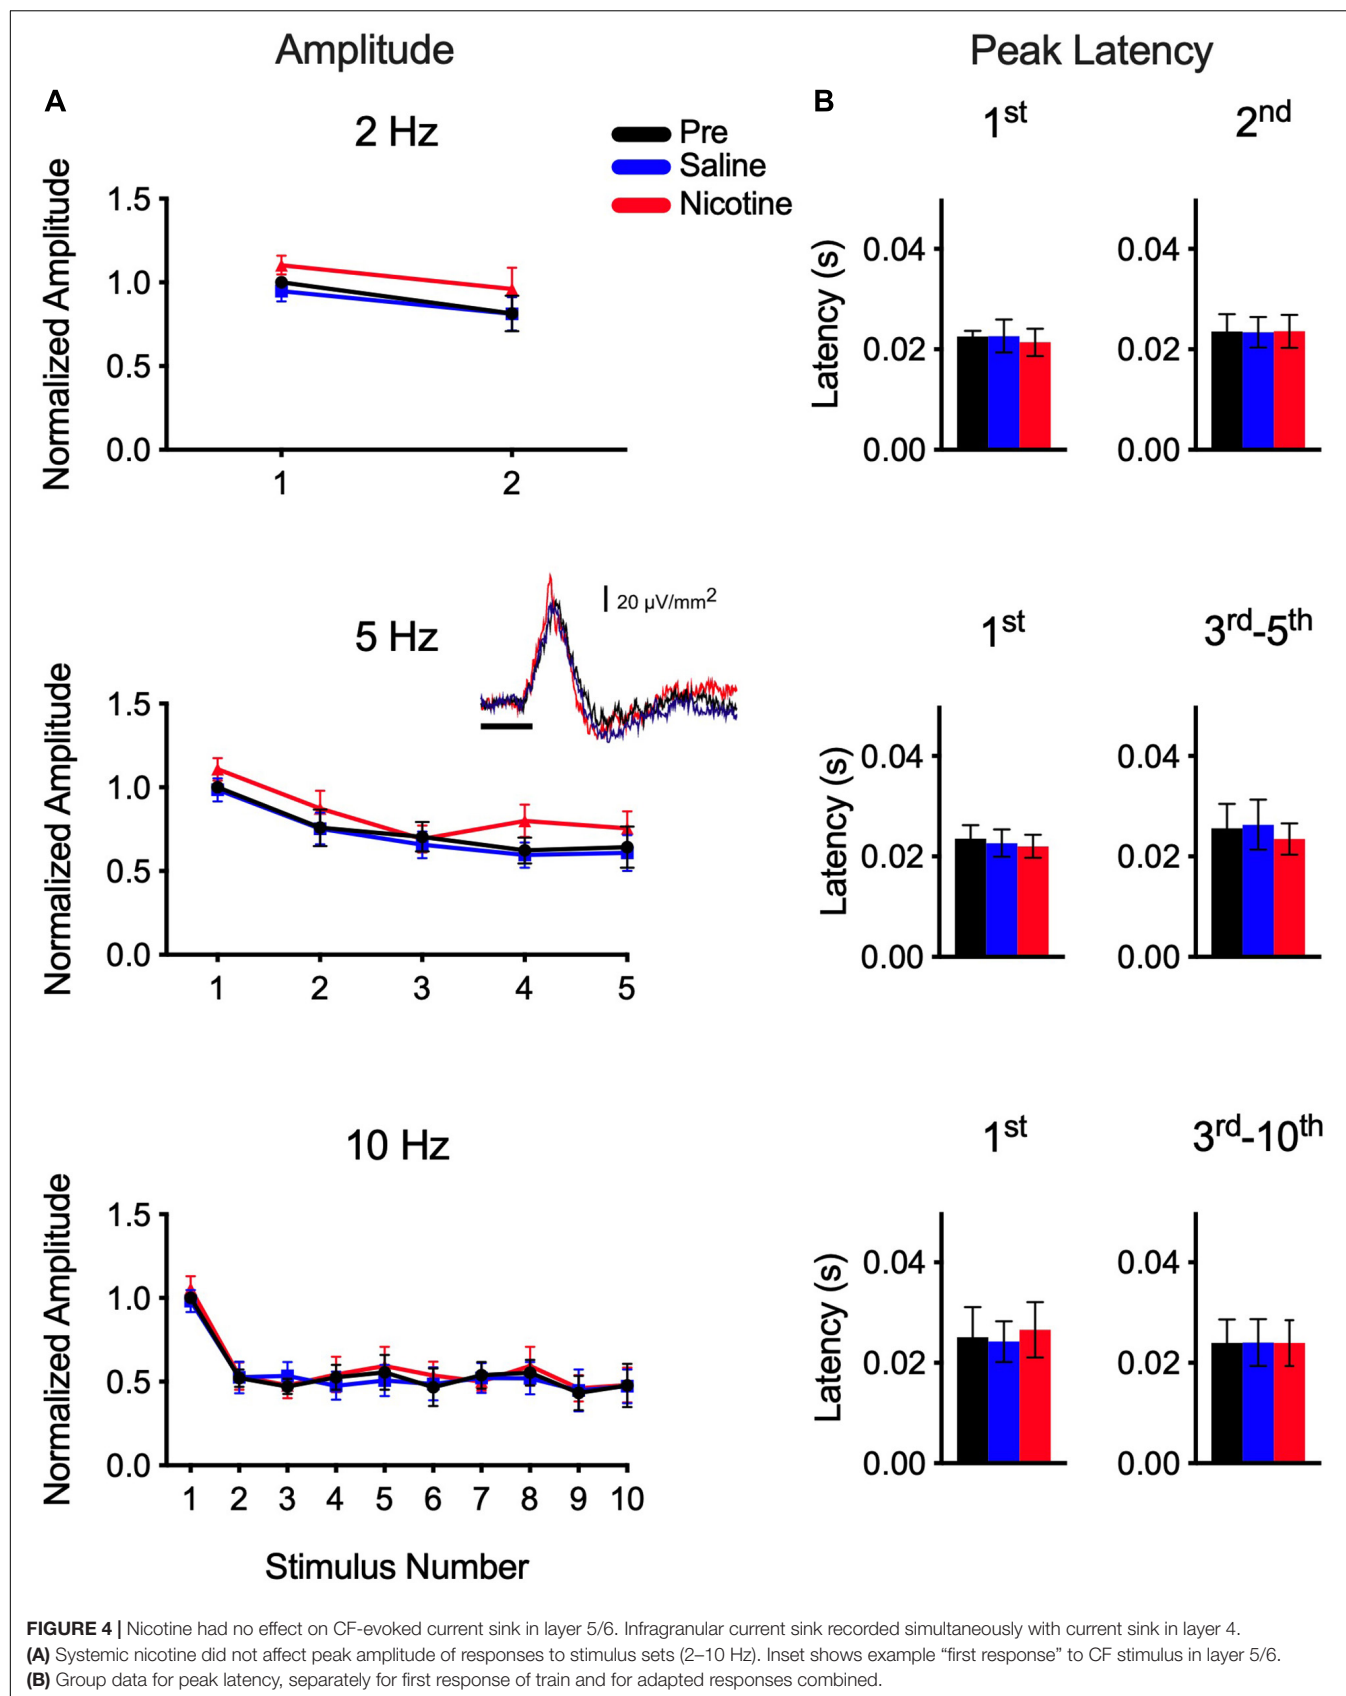 Amplitude
Peak Latency
A
B
2 Hz
Pre
Saline
Nicotine
Normalized Amplitude
1.5
1.0
0.5
0.0
1 2
1st
2nd
Latency (s)
0.04
0.02
0.00
0.04
0.02
0.00
5 Hz
20 µV/mm2
Normalized Amplitude
1.5
1.0
0.5
0.0
1 2 3 4 5
1st
3rd-5th
Latency (s)
0.04
0.02
0.00
0.04
0.02
0.00
10 Hz
Normalized Amplitude
1.5
1.0
0.5
0.0
1 2 3 4 5 6 7 8 9 10
Stimulus Number
1st
3rd-10th
Latency (s)
0.04
0.02
0.00
0.04
0.02
0.00
FIGURE 4 | Nicotine had no effect on CF-evoked current sink in layer 5/6. Infragranular current sink recorded simultaneously with current sink in layer 4.
(A) Systemic nicotine did not affect peak amplitude of responses to stimulus sets (2–10 Hz). Inset shows example “first response” to CF stimulus in layer 5/6.
(B) Group data for peak latency, separately for first response of train and for adapted responses combined.